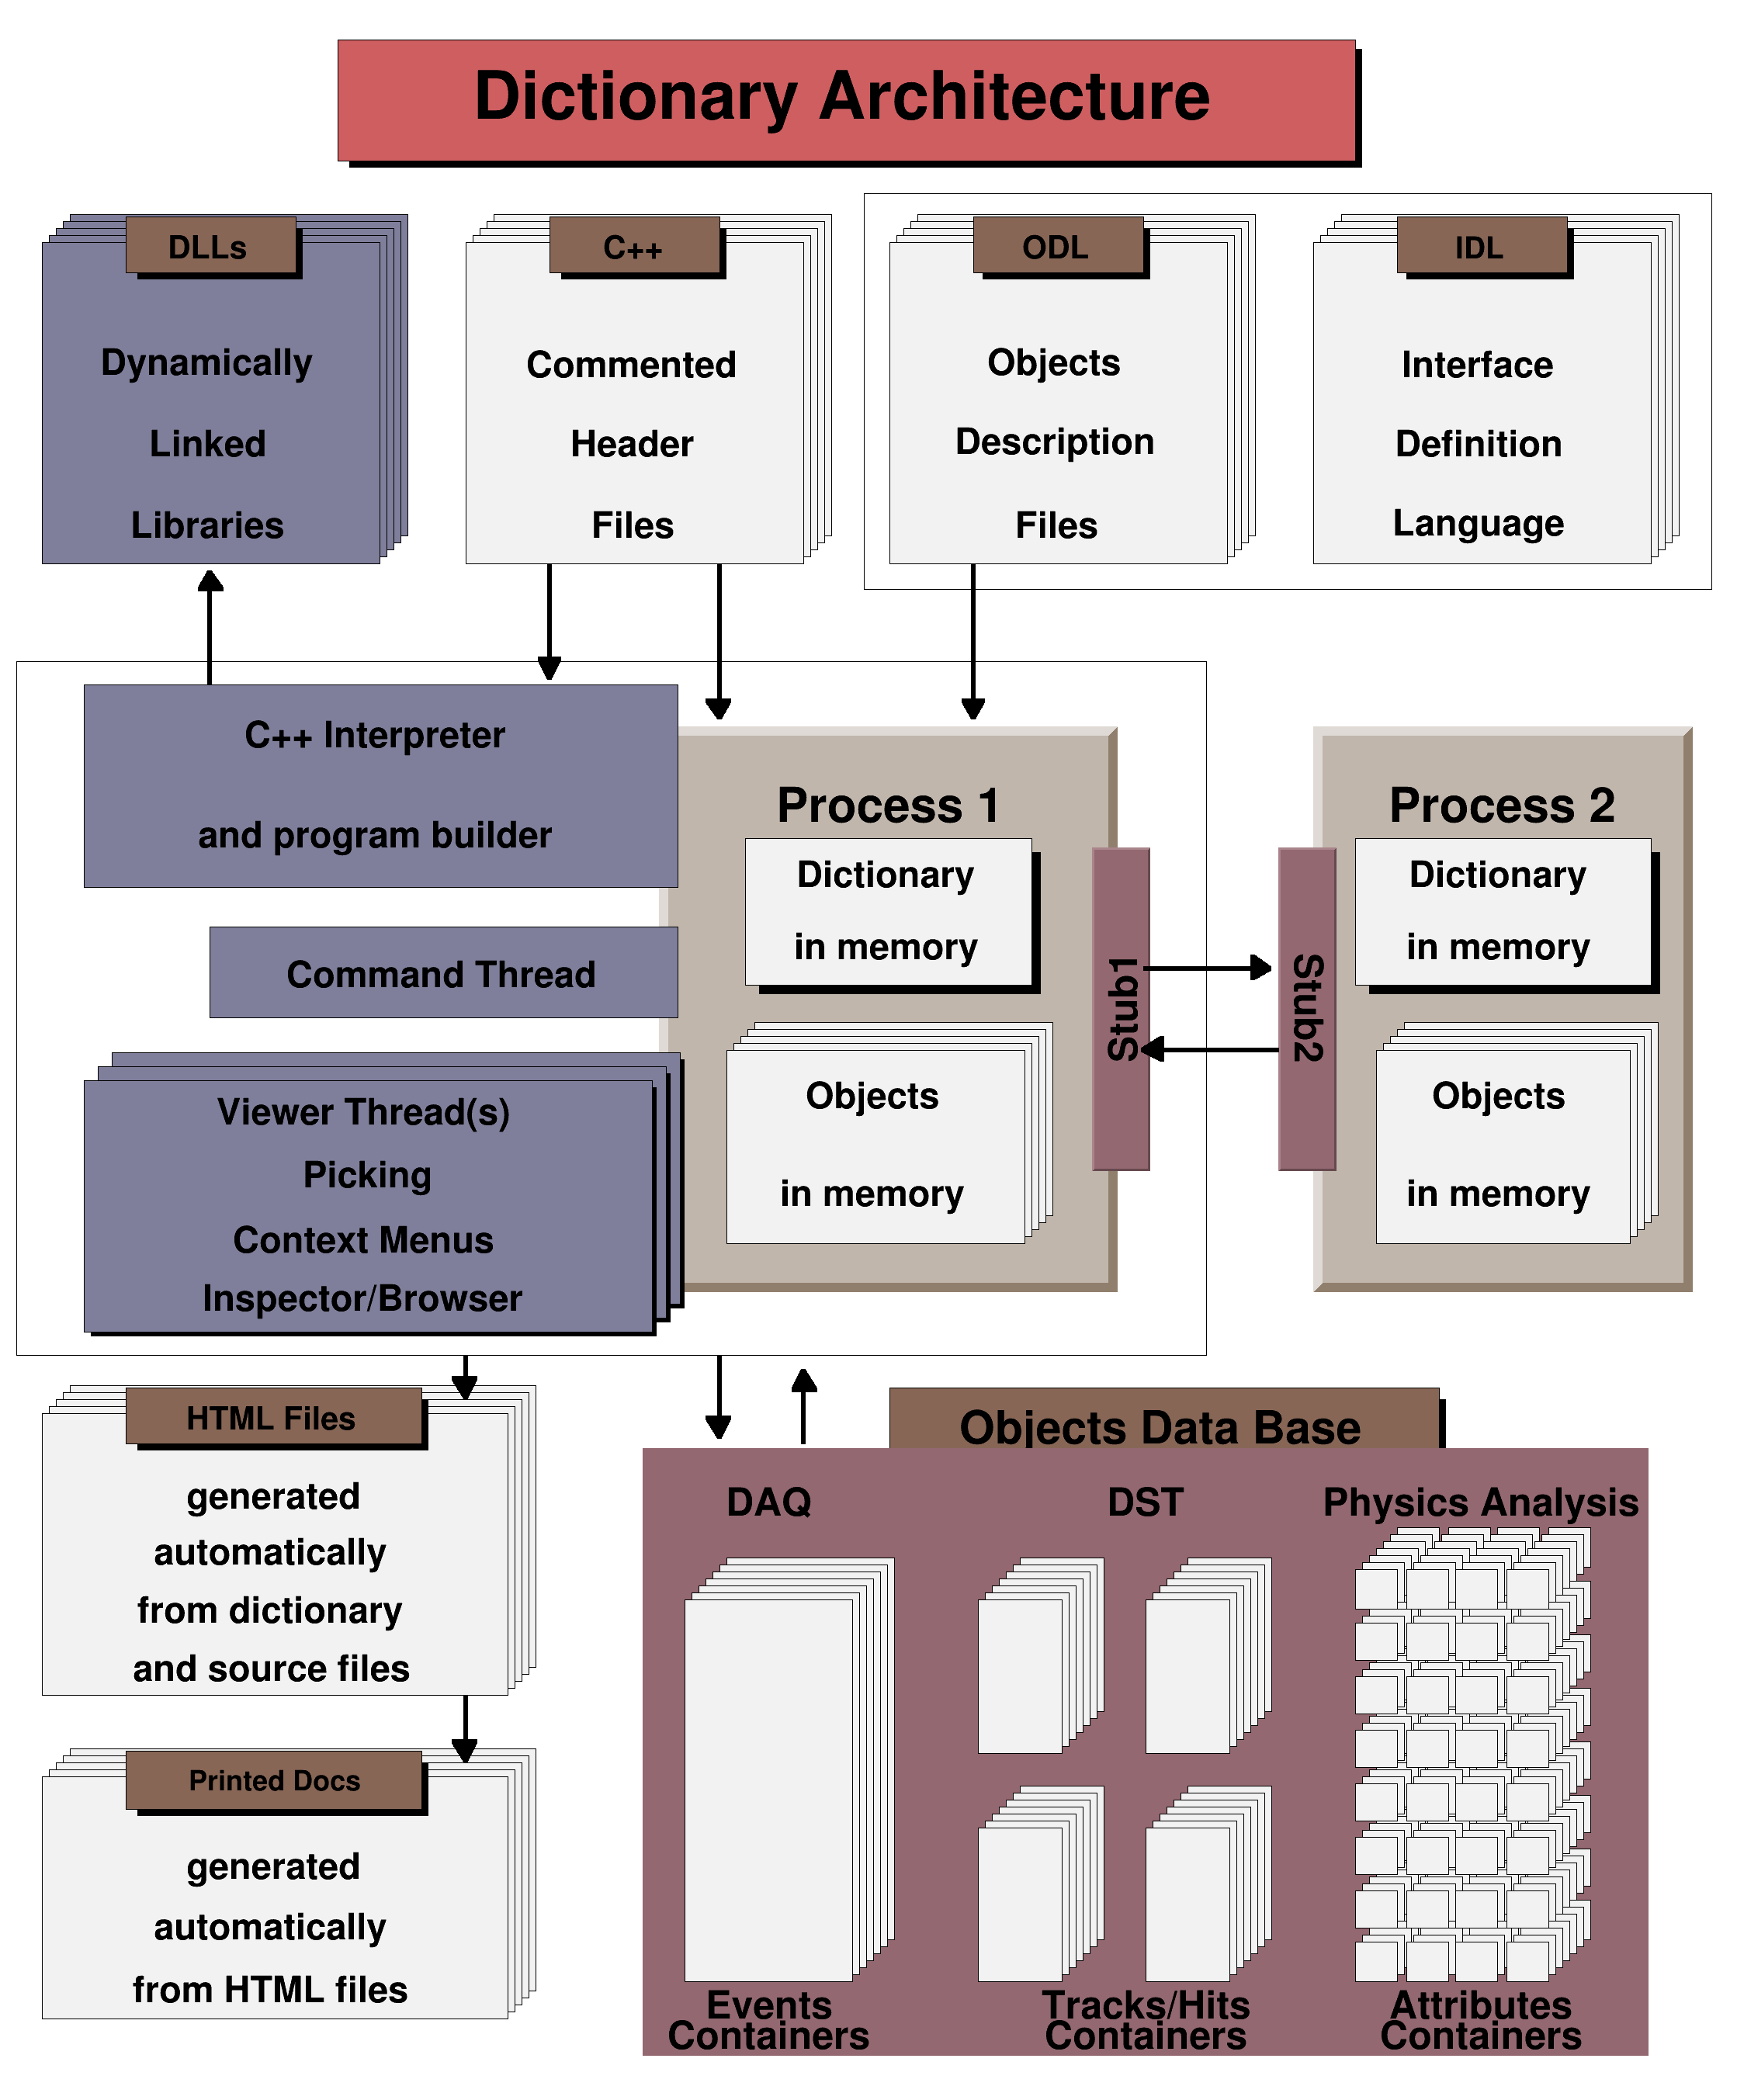 Dictionary Architecture
DLLs
Dynamically
Linked
Libraries
C++
Commented
Header
Files
ODL
Objects
Description
Files
IDL
Interface
Definition
Language
C++ Interpreter
and program builder
Command Thread
Viewer Thread(s)
Picking
Context Menus
Inspector/Browser
Process 1
Dictionary
in memory
Objects
in memory
Stub1
Stub2
Process 2
Dictionary
in memory
Objects
in memory
HTML Files
generated
automatically
from dictionary
and source files
Printed Docs
generated
automatically
from HTML files
Objects Data Base
DAQ
Events
Containers
DST
Tracks/Hits
Containers
Physics Analysis
Attributes
Containers